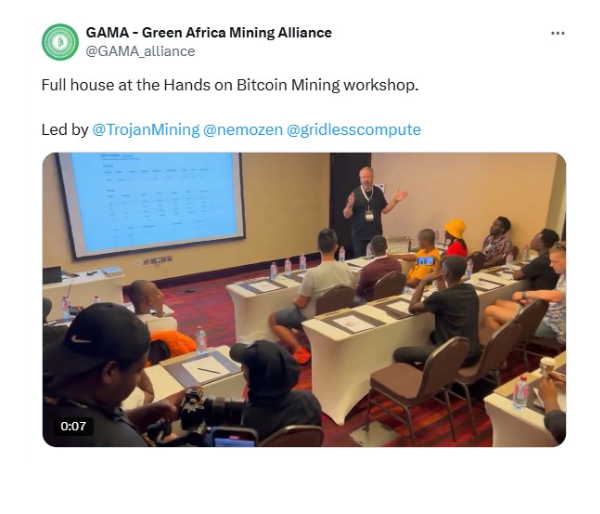 GAMA - Green Africa Mining Alliance
@GAMA_alliance
Full house at the Hands on Bitcoin Mining workshop.
Led by @TrojanMining @nemozen @gridlesscompute
0:07